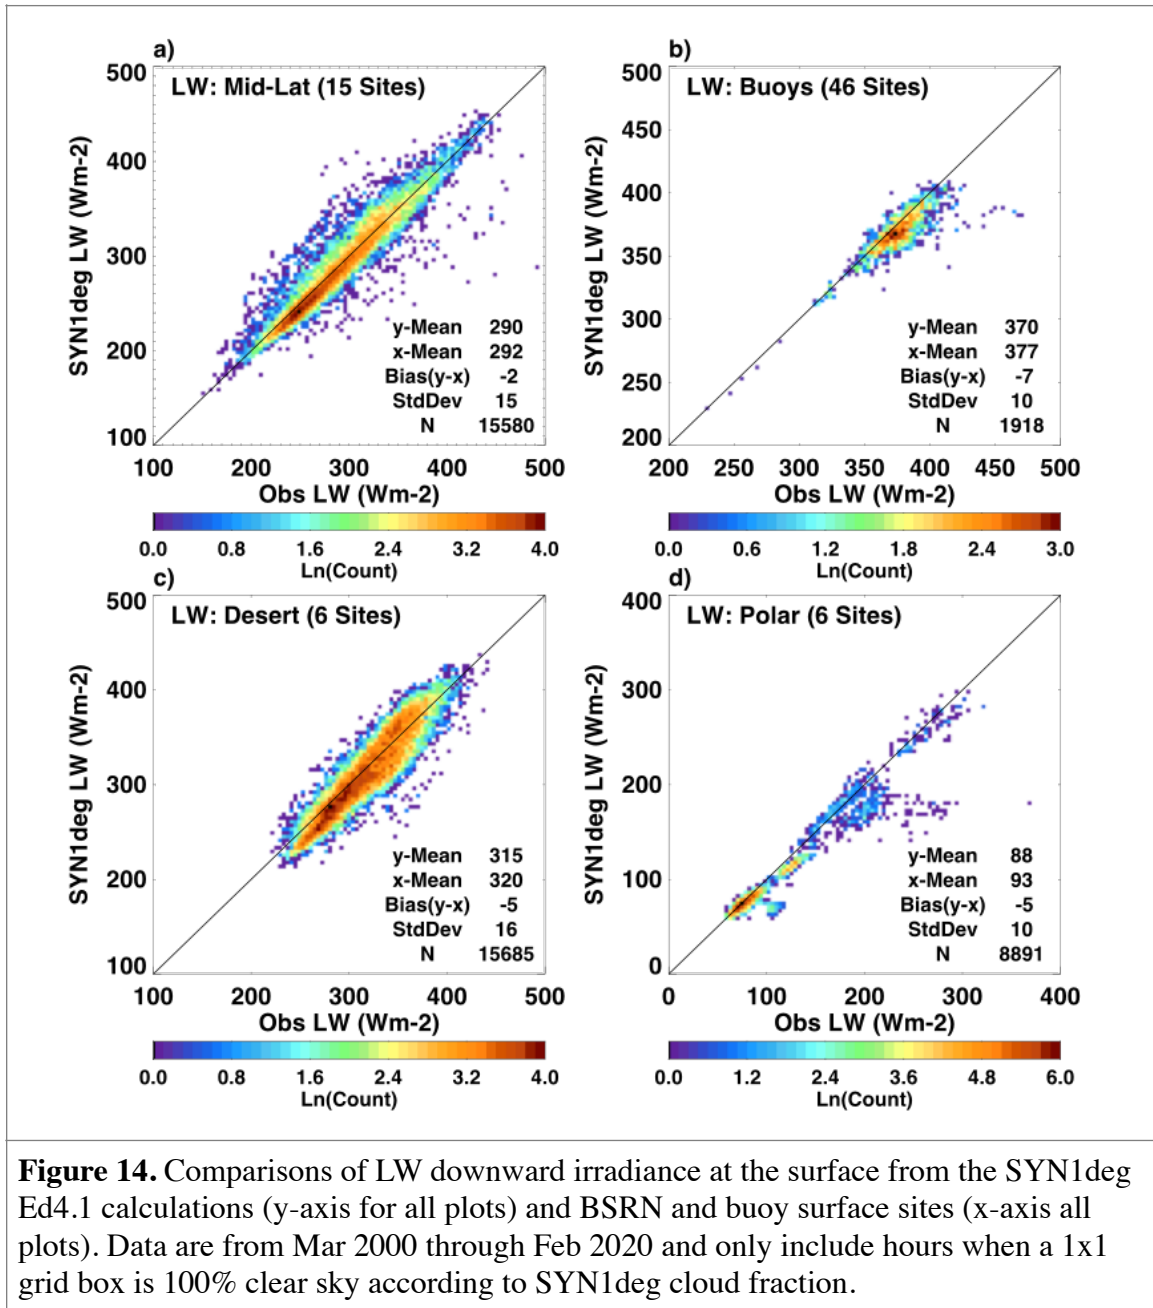 a)
LW: Mid-Lat (15 Sites)
500
400
300
200
100
SYN1deg LW (Wm-2)
y-Mean 290
x-Mean 292
Bias(y-x) -2
StdDev 15
N 15580
100 200 300 400 500
Obs LW (Wm-2)
0.0 0.8 1.6 2.4 3.2 4.0
Ln(Count)
b)
LW: Buoys (46 Sites)
500
450
400
350
300
250
200
SYN1deg LW (Wm-2)
y-Mean 370
x-Mean 377
Bias(y-x) -7
StdDev 10
N 1918
200 250 300 350 400 450 500
Obs LW (Wm-2)
0.0 0.6 1.2 1.8 2.4 3.0
Ln(Count)
c)
LW: Desert (6 Sites)
500
400
300
200
100
SYN1deg LW (Wm-2)
y-Mean 315
x-Mean 320
Bias(y-x) -5
StdDev 16
N 15685
100 200 300 400 500
Obs LW (Wm-2)
0.0 0.8 1.6 2.4 3.2 4.0
Ln(Count)
d)
LW: Polar (6 Sites)
400
300
200
100
0
SYN1deg LW (Wm-2)
y-Mean 88
x-Mean 93
Bias(y-x) -5
StdDev 10
N 8891
0 100 200 300 400
Obs LW (Wm-2)
0.0 1.2 2.4 3.6 4.8 6.0
Ln(Count)
Figure 14. Comparisons of LW downward irradiance at the surface from the SYN1deg
Ed4.1 calculations (y-axis for all plots) and BSRN and buoy surface sites (x-axis all
plots). Data are from Mar 2000 through Feb 2020 and only include hours when a 1x1
grid box is 100% clear sky according to SYN1deg cloud fraction.